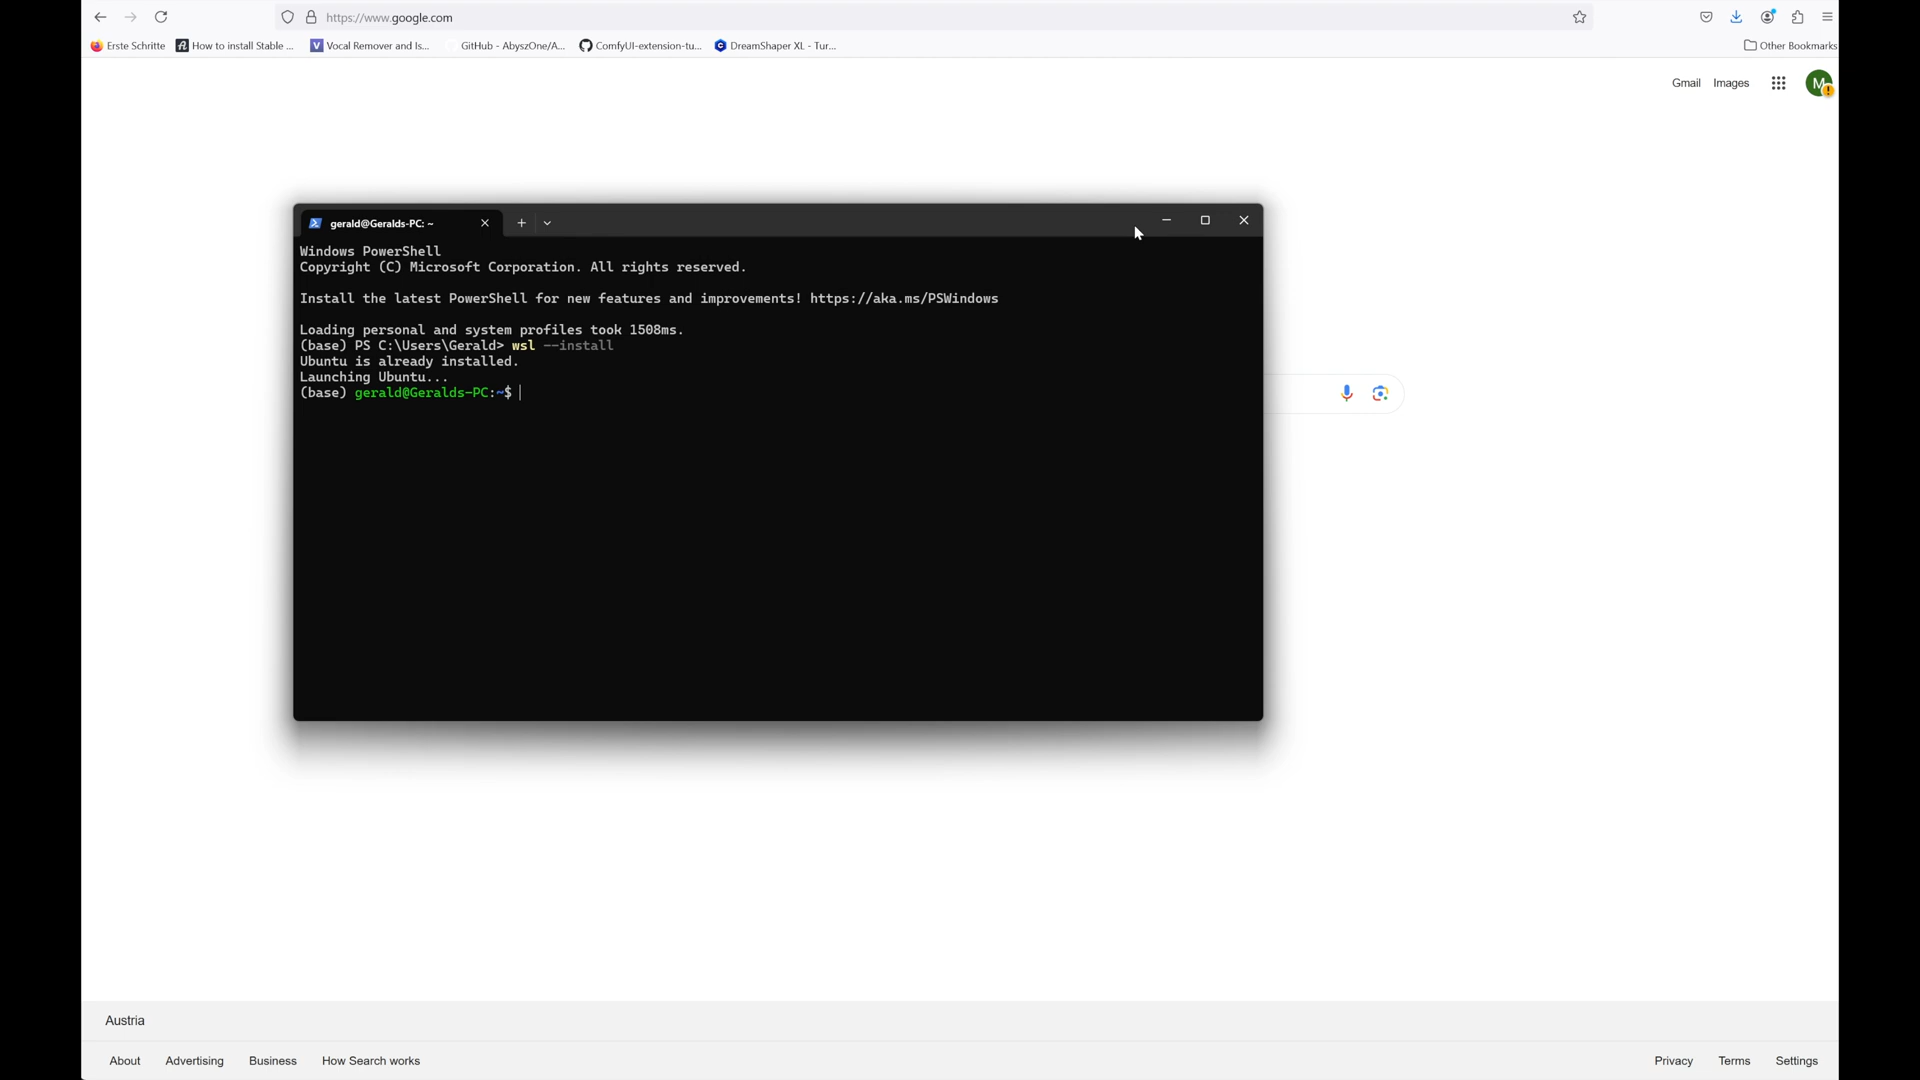 https://www.google.com
Erste Schritte
How to install Stable ...
Vocal Remover and Is...
GitHub - AbyszOne/A...
ComfyUI-extension-tu...
DreamShaper XL - Tur...
Other Bookmarks
Gmail
Images
M
gerald@Geralds-PC: ~
Windows PowerShell
Copyright (C) Microsoft Corporation. All rights reserved.
Install the latest PowerShell for new features and improvements! https://aka.ms/PSWindows
Loading personal and system profiles took 1508ms.
(base) PS C:\Users\Gerald> wsl --install
Ubuntu is already installed.
Launching Ubuntu...
(base) gerald@Geralds-PC:~$
Austria
About
Advertising
Business
How Search works
Privacy
Terms
Settings